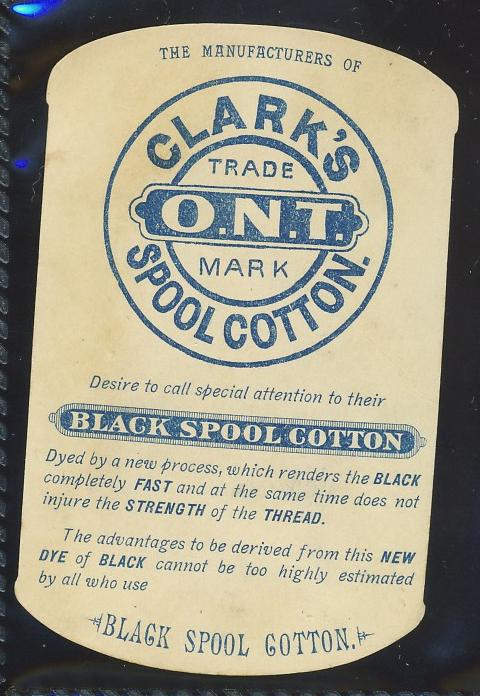 THE MANUFACTURERS OF
CLARK'S
TRADE
O.N.T.
MARK
SPOOL COTTON.
Desire to call special attention to their
BLACK SPOOL COTTON
Dyed by a new process, which renders the BLACK
completely FAST and at the same time does not
injure the STRENGTH of the THREAD.
The advantages to be derived from this NEW
DYE of BLACK cannot be too highly estimated
by all who use
BLACK SPOOL COTTON.